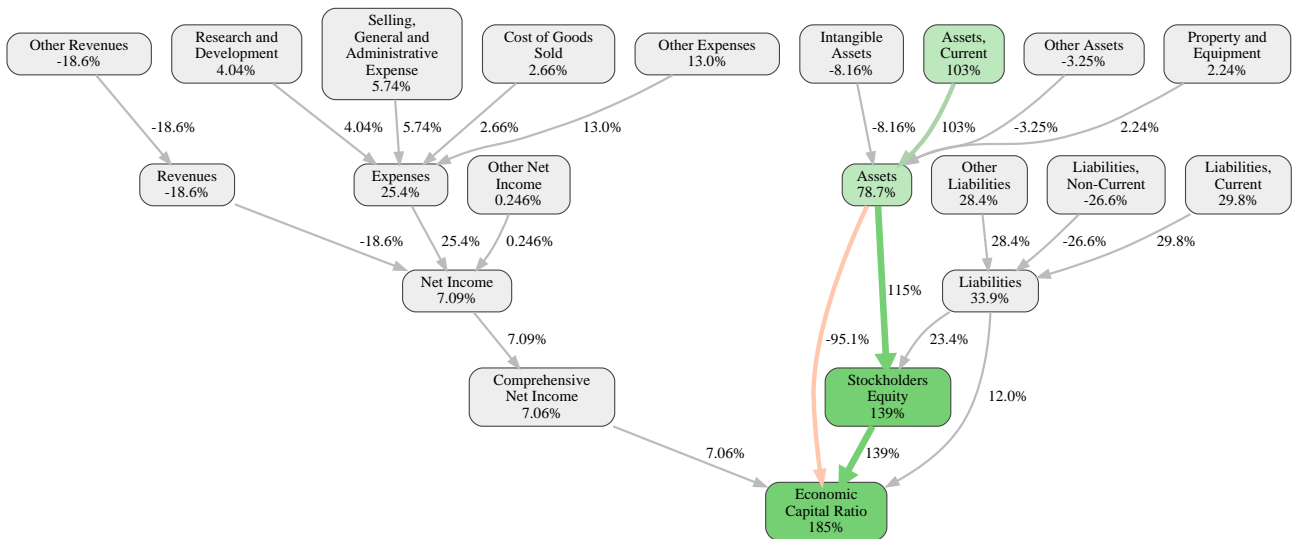 Other Revenues
-18.6%
Research and
Development
4.04%
Selling,
General and
Administrative
Expense
5.74%
Cost of Goods
Sold
2.66%
Other Expenses
13.0%
Intangible
Assets
-8.16%
Assets,
Current
103%
Other Assets
-3.25%
Property and
Equipment
2.24%
-18.6%
4.04%
5.74%
2.66%
13.0%
-8.16%
103%
-3.25%
2.24%
Revenues
-18.6%
Expenses
25.4%
Other Net
Income
0.246%
Assets
78.7%
Other
Liabilities
28.4%
Liabilities,
Non-Current
-26.6%
Liabilities,
Current
29.8%
-18.6%
25.4%
0.246%
28.4%
-26.6%
29.8%
Net Income
7.09%
115%
Liabilities
33.9%
7.09%
-95.1%
23.4%
Comprehensive
Net Income
7.06%
Stockholders
Equity
139%
12.0%
7.06%
139%
Economic
Capital Ratio
185%